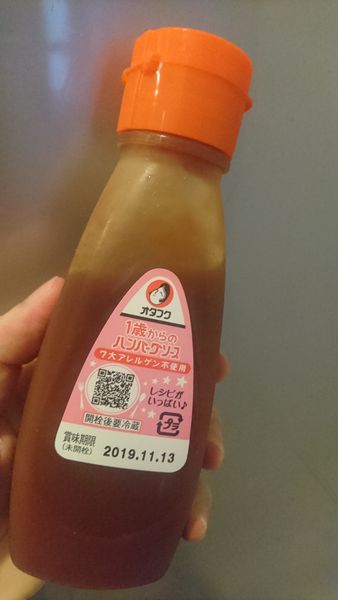 オタフク
1歳からの
ハンバーグソース
7大アレルゲン不使用
レシピが
いっぱい♪
プラ
開栓後要冷蔵
賞味期限
(未開栓)
2019.11.13